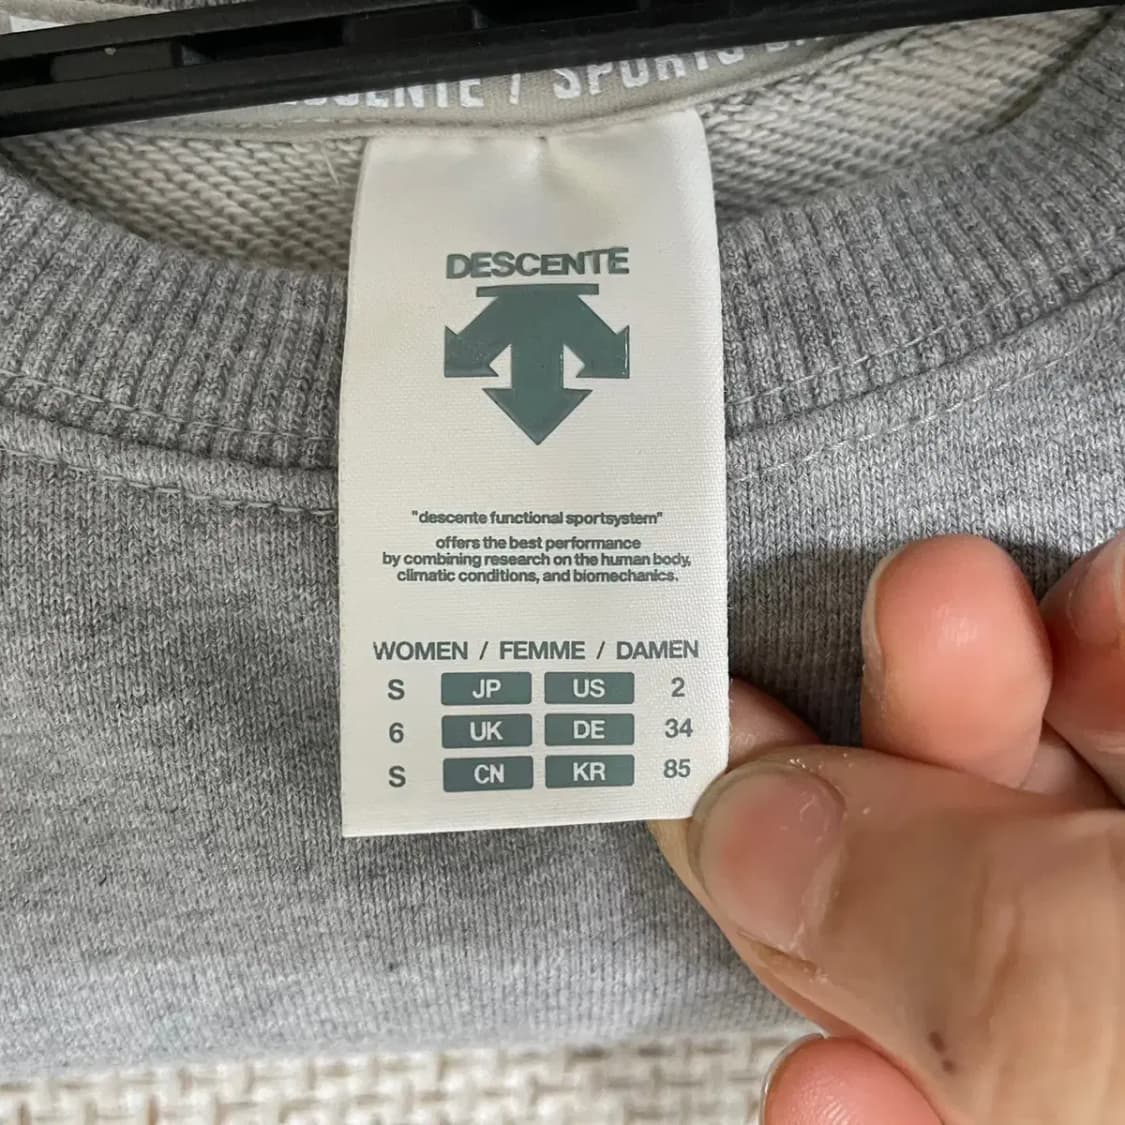 / SPORTS
DESCENTE
"descente functional sportsystem"
offers the best performance
by combining research on the human body,
climatic conditions, and biomechanics.
WOMEN / FEMME / DAMEN
S JP US 2
6 UK DE 34
S CN KR 85